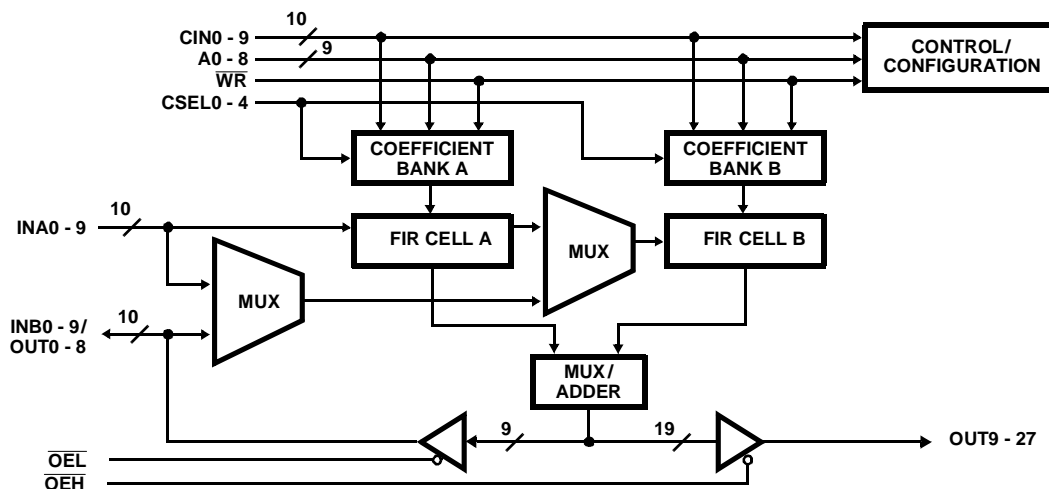 10
CIN0 - 9
9
A0 - 8
WR
CSEL0 - 4
CONTROL/
CONFIGURATION
COEFFICIENT
BANK A
COEFFICIENT
BANK B
10
INA0 - 9
FIR CELL A
MUX
FIR CELL B
MUX
10
INB0 - 9/
OUT0 - 8
MUX/
ADDER
9
19
OUT9 - 27
OEL
OEH